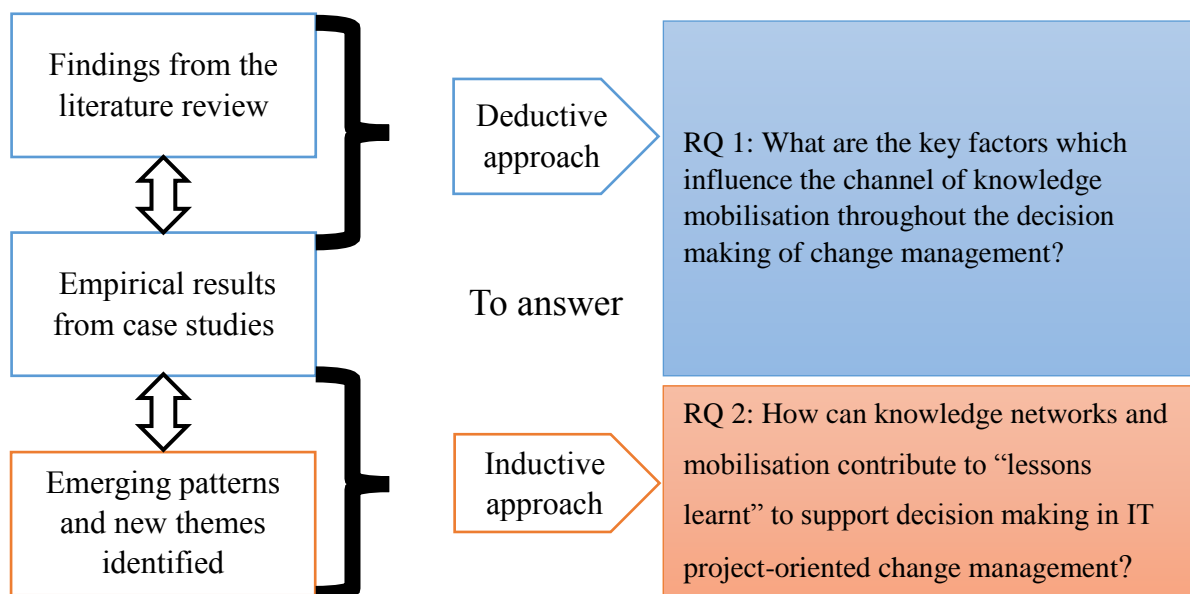 Findings from the
literature review
Empirical results
from case studies
Emerging patterns
and new themes
identified
Deductive
approach
To answer
Inductive
approach
RQ 1: What are the key factors which
influence the channel of knowledge
mobilisation throughout the decision
making of change management?
RQ 2: How can knowledge networks and
mobilisation contribute to “lessons
learnt” to support decision making in IT
project-oriented change management?